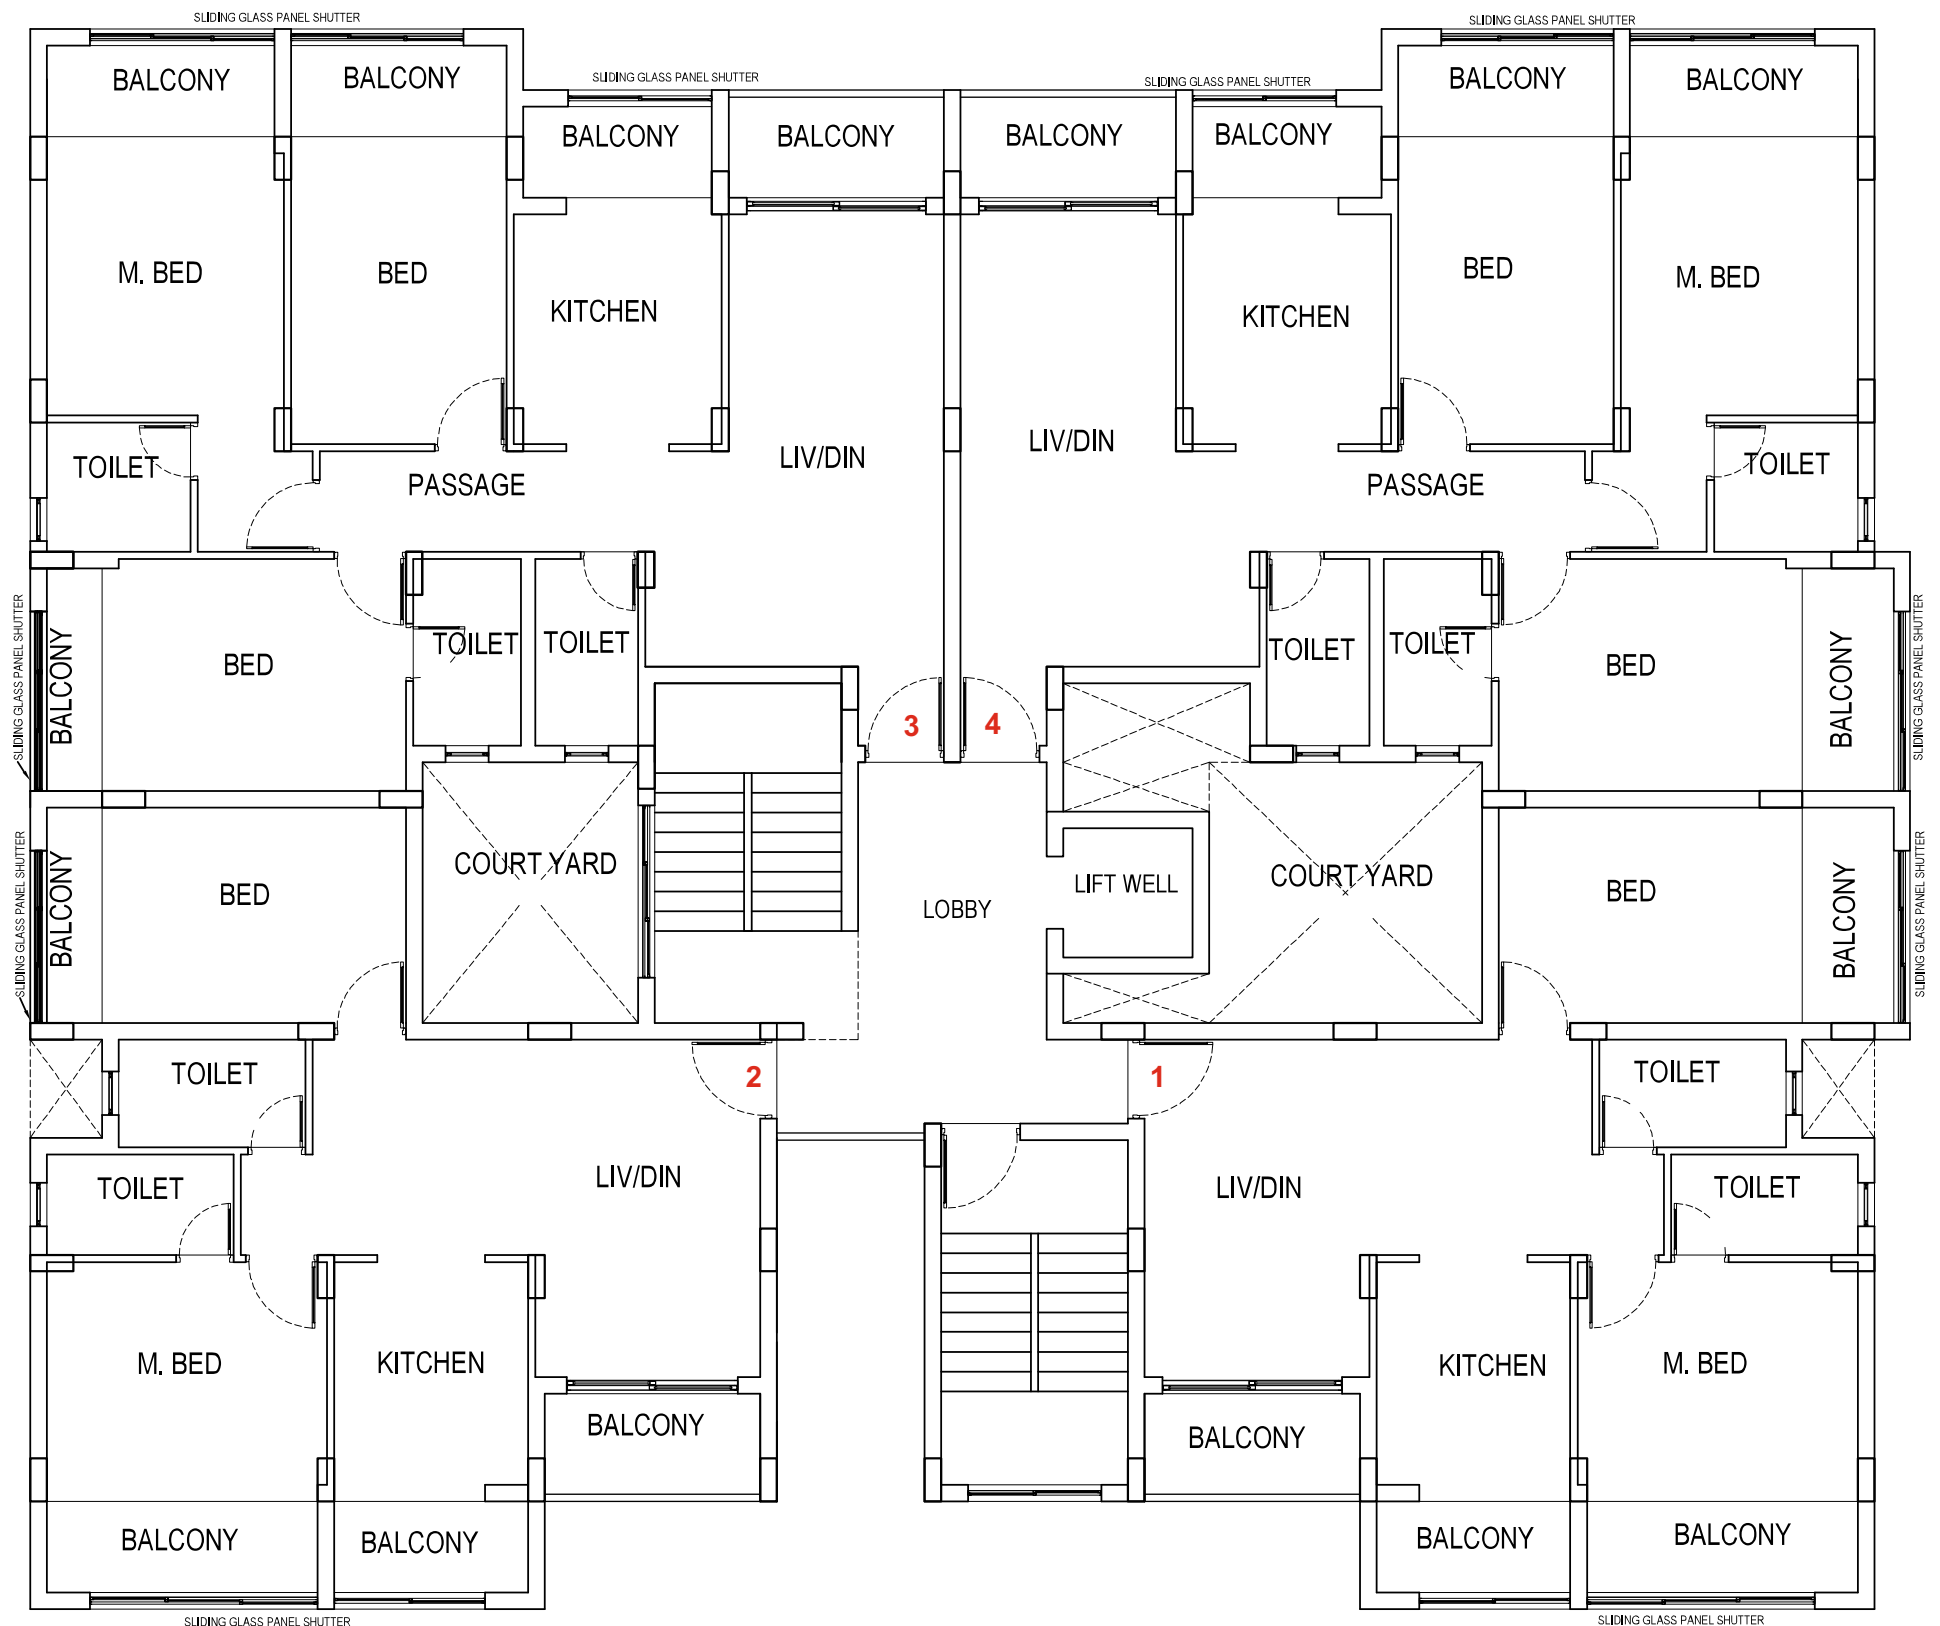 SLIDING GLASS PANEL SHUTTER
SLIDING GLASS PANEL SHUTTER
SLIDING GLASS PANEL SHUTTER
SLIDING GLASS PANEL SHUTTER
BALCONY
BALCONY
BALCONY
BALCONY
BALCONY
BALCONY
BALCONY
BALCONY
M. BED
BED
KITCHEN
KITCHEN
BED
M. BED
TOILET
PASSAGE
LIV/DIN
LIV/DIN
PASSAGE
TOILET
SLIDING GLASS PANEL SHUTTER
BALCONY
BED
TOILET
TOILET
TOILET
TOILET
BED
BALCONY
SLIDING GLASS PANEL SHUTTER
3
4
SLIDING GLASS PANEL SHUTTER
BALCONY
BED
COURT YARD
LOBBY
LIFT WELL
COURT YARD
BED
BALCONY
SLIDING GLASS PANEL SHUTTER
TOILET
2
1
TOILET
TOILET
LIV/DIN
LIV/DIN
TOILET
M. BED
KITCHEN
KITCHEN
M. BED
BALCONY
BALCONY
BALCONY
BALCONY
BALCONY
BALCONY
SLIDING GLASS PANEL SHUTTER
SLIDING GLASS PANEL SHUTTER